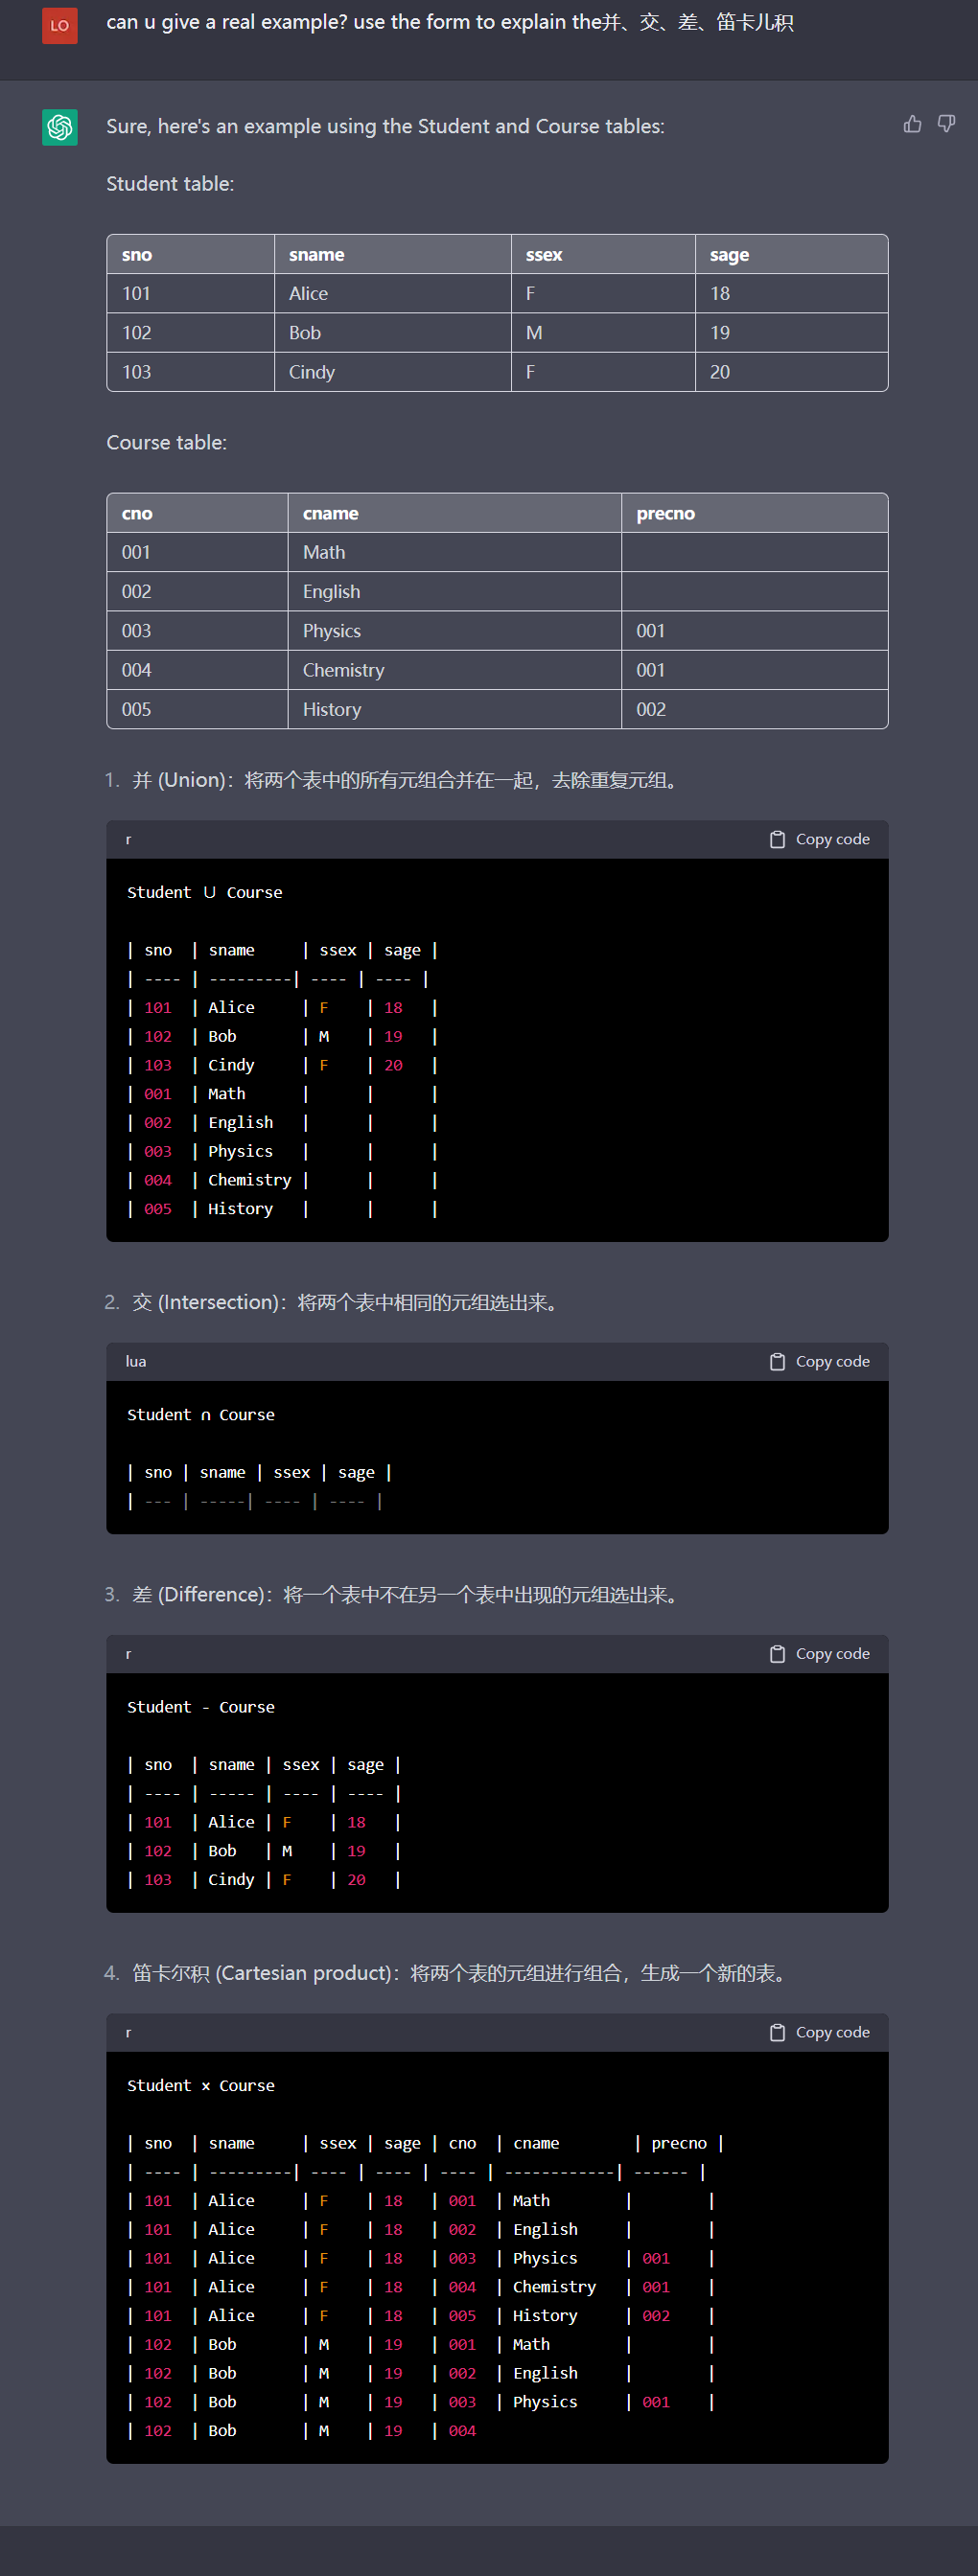 LO
can u give a real example? use the form to explain the并、交、差、笛卡儿积
Sure, here's an example using the Student and Course tables:
Student table:
sno sname ssex sage
101 Alice F 18
102 Bob M 19
103 Cindy F 20
Course table:
cno cname precno
001 Math
002 English
003 Physics 001
004 Chemistry 001
005 History 002
1. 并 (Union)：将两个表中的所有元组合并在一起，去除重复元组。
r Copy code
Student ∪ Course
| sno  | sname     | ssex | sage |
| ---- | ---------| ---- | ---- |
| 101  | Alice     | F    | 18   |
| 102  | Bob       | M    | 19   |
| 103  | Cindy     | F    | 20   |
| 001  | Math      |      |      |
| 002  | English   |      |      |
| 003  | Physics   |      |      |
| 004  | Chemistry |      |      |
| 005  | History   |      |      |
2. 交 (Intersection)：将两个表中相同的元组选出来。
lua Copy code
Student ∩ Course
| sno | sname | ssex | sage |
| --- | -----| ---- | ---- |
3. 差 (Difference)：将一个表中不在另一个表中出现的元组选出来。
r Copy code
Student - Course
| sno  | sname | ssex | sage |
| ---- | ----- | ---- | ---- |
| 101  | Alice | F    | 18   |
| 102  | Bob   | M    | 19   |
| 103  | Cindy | F    | 20   |
4. 笛卡尔积 (Cartesian product)：将两个表的元组进行组合，生成一个新的表。
r Copy code
Student × Course
| sno  | sname     | ssex | sage | cno  | cname        | precno |
| ---- | ---------| ---- | ---- | ---- | ------------| ------ |
| 101  | Alice     | F    | 18   | 001  | Math        |        |
| 101  | Alice     | F    | 18   | 002  | English     |        |
| 101  | Alice     | F    | 18   | 003  | Physics     | 001    |
| 101  | Alice     | F    | 18   | 004  | Chemistry   | 001    |
| 101  | Alice     | F    | 18   | 005  | History     | 002    |
| 102  | Bob       | M    | 19   | 001  | Math        |        |
| 102  | Bob       | M    | 19   | 002  | English     |        |
| 102  | Bob       | M    | 19   | 003  | Physics     | 001    |
| 102  | Bob       | M    | 19   | 004